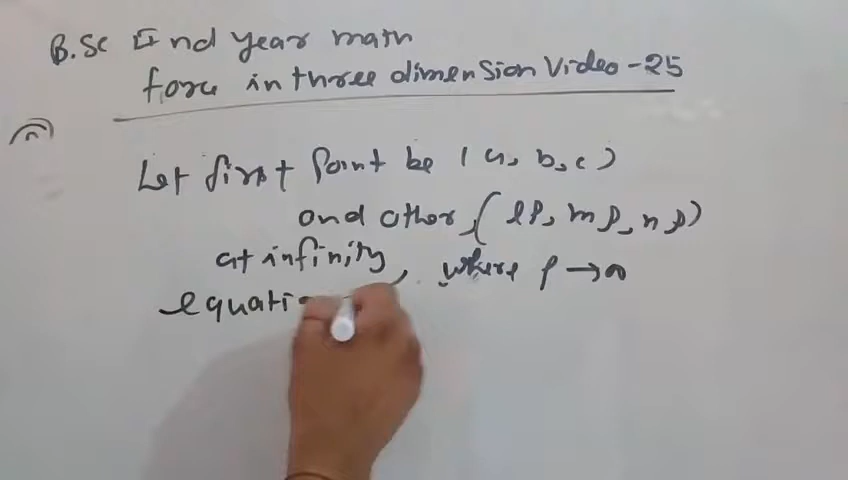 B.Sc IInd year math
force in three dimension Video-25
Let first point be (a, b, c)
and other, (lρ, mρ, nρ)
at infinity, where ρ → ∞
equati